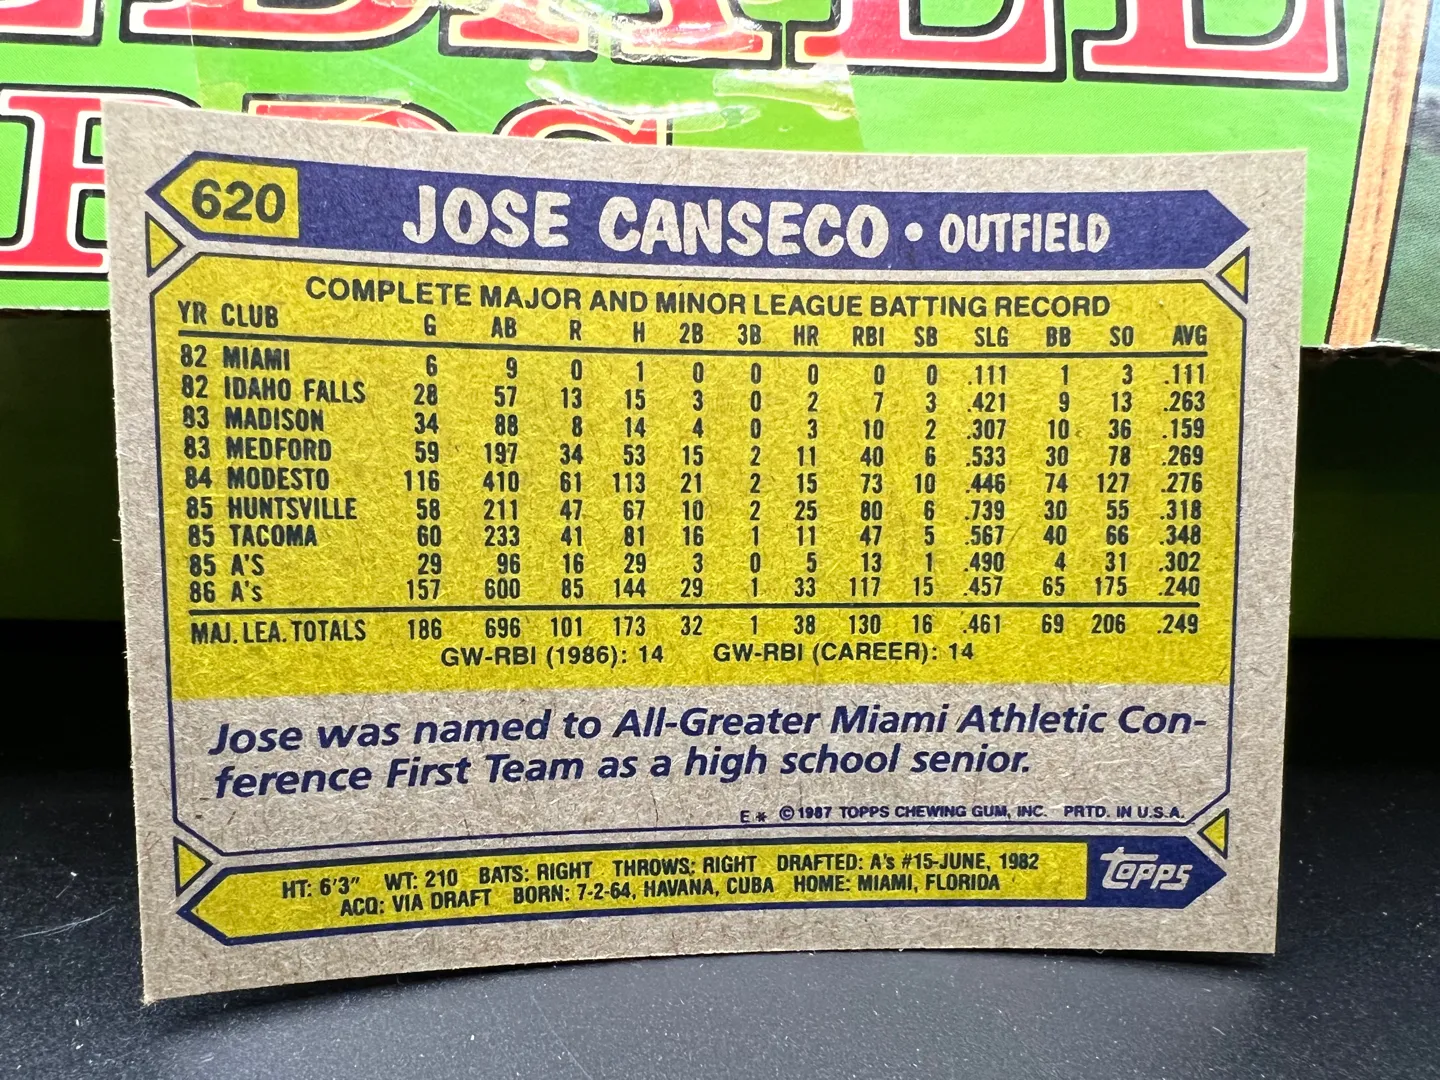 620 JOSE CANSECO • OUTFIELD
COMPLETE MAJOR AND MINOR LEAGUE BATTING RECORD
YR CLUB G AB R H 2B 3B HR RBI SB SLG BB SO AVG
82 MIAMI 6 9 0 1 0 0 0 0 0 .111 1 3 .111
82 IDAHO FALLS 28 57 13 15 3 0 2 7 3 .421 9 13 .263
83 MADISON 34 88 8 14 4 0 3 10 2 .307 10 36 .159
83 MEDFORD 59 197 34 53 15 2 11 40 6 .533 30 78 .269
84 MODESTO 116 410 61 113 21 2 15 73 10 .446 74 127 .276
85 HUNTSVILLE 58 211 47 67 10 2 25 80 6 .739 30 55 .318
85 TACOMA 60 233 41 81 16 1 11 47 5 .567 40 66 .348
85 A'S 29 96 16 29 3 0 5 13 1 .490 4 31 .302
86 A's 157 600 85 144 29 1 33 117 15 .457 65 175 .240
MAJ. LEA. TOTALS 186 696 101 173 32 1 38 130 16 .461 69 206 .249
GW-RBI (1986): 14 GW-RBI (CAREER): 14
Jose was named to All-Greater Miami Athletic Con-
ference First Team as a high school senior.
E* © 1987 TOPPS CHEWING GUM, INC. PRTD. IN U.S.A.
HT: 6'3" WT: 210 BATS: RIGHT THROWS: RIGHT DRAFTED: A's #15-JUNE, 1982
ACQ: VIA DRAFT BORN: 7-2-64, HAVANA, CUBA HOME: MIAMI, FLORIDA
topps